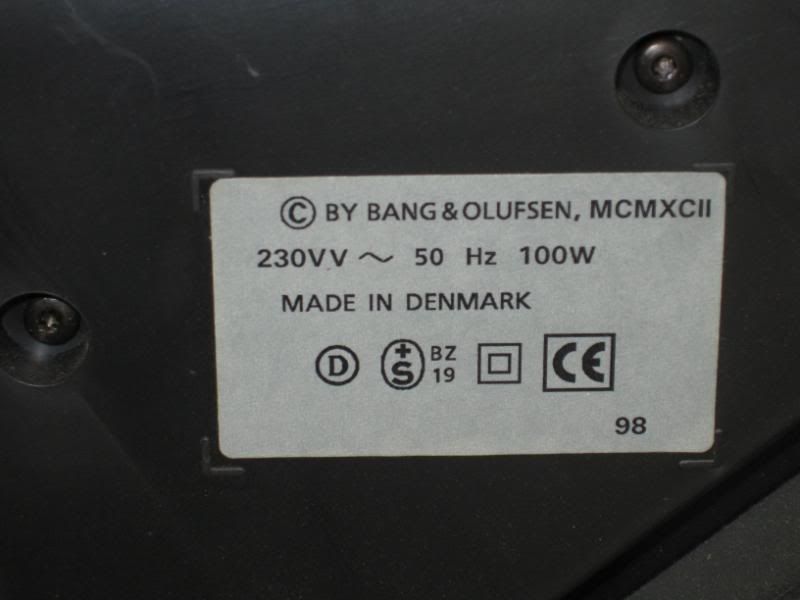 © BY BANG & OLUFSEN, MCMXCII
230VV ~ 50 Hz 100W
MADE IN DENMARK
D +S BZ 19 CE
98